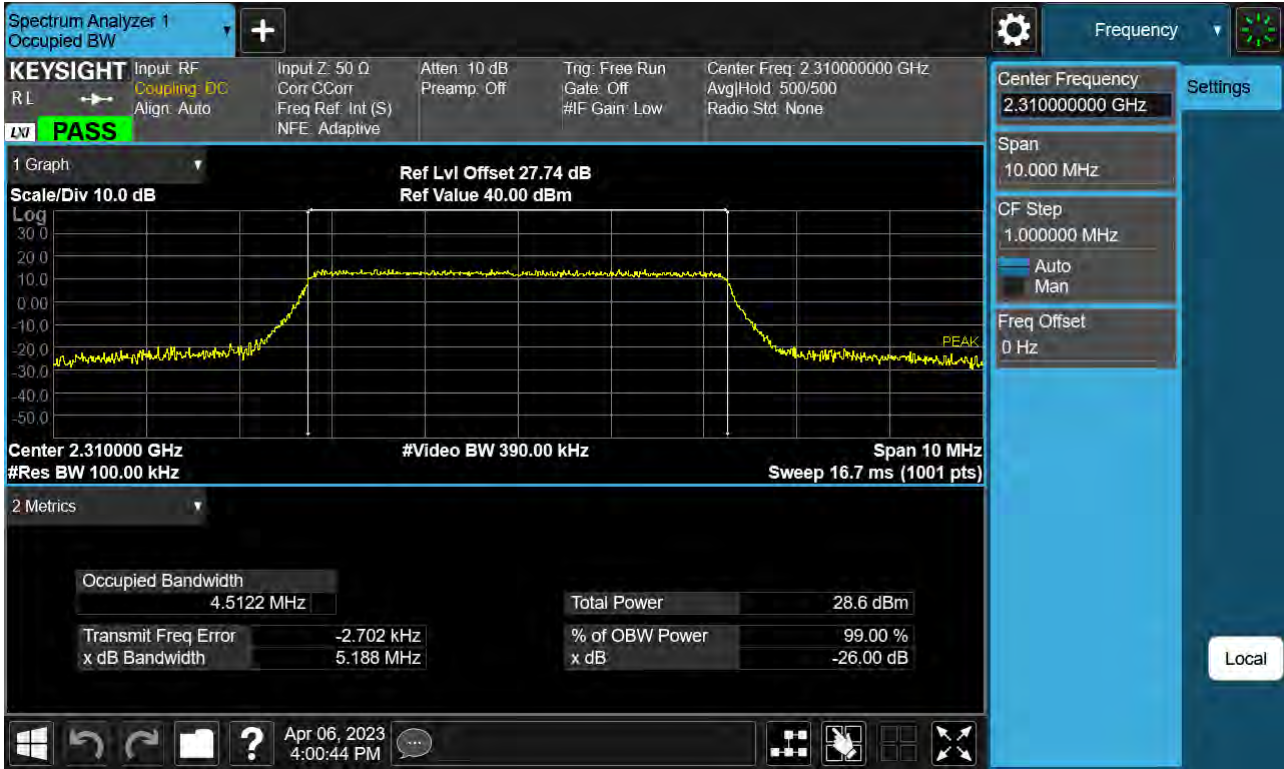 Spectrum Analyzer 1
Occupied BW
Frequency
KEYSIGHT
RL
LXI PASS
Input: RF
Coupling: DC
Align: Auto
Input Z: 50 Ω
Corr CCorr
Freq Ref: Int (S)
NFE: Adaptive
Atten: 10 dB
Preamp: Off
Trig: Free Run
Gate: Off
#IF Gain: Low
Center Freq: 2.310000000 GHz
Avg|Hold: 500/500
Radio Std: None
Center Frequency
2.310000000 GHz
Settings
Span
10.000 MHz
CF Step
1.000000 MHz
Auto
Man
Freq Offset
0 Hz
Local
1 Graph
Scale/Div 10.0 dB
Ref Lvl Offset 27.74 dB
Ref Value 40.00 dBm
Log
30.0
20.0
10.0
0.00
-10.0
-20.0
-30.0
-40.0
-50.0
PEAK
Center 2.310000 GHz
#Video BW 390.00 kHz
Span 10 MHz
#Res BW 100.00 kHz
Sweep 16.7 ms (1001 pts)
2 Metrics
Occupied Bandwidth
4.5122 MHz
Total Power 28.6 dBm
Transmit Freq Error -2.702 kHz
% of OBW Power 99.00 %
x dB Bandwidth 5.188 MHz
x dB -26.00 dB
?
Apr 06, 2023
4:00:44 PM